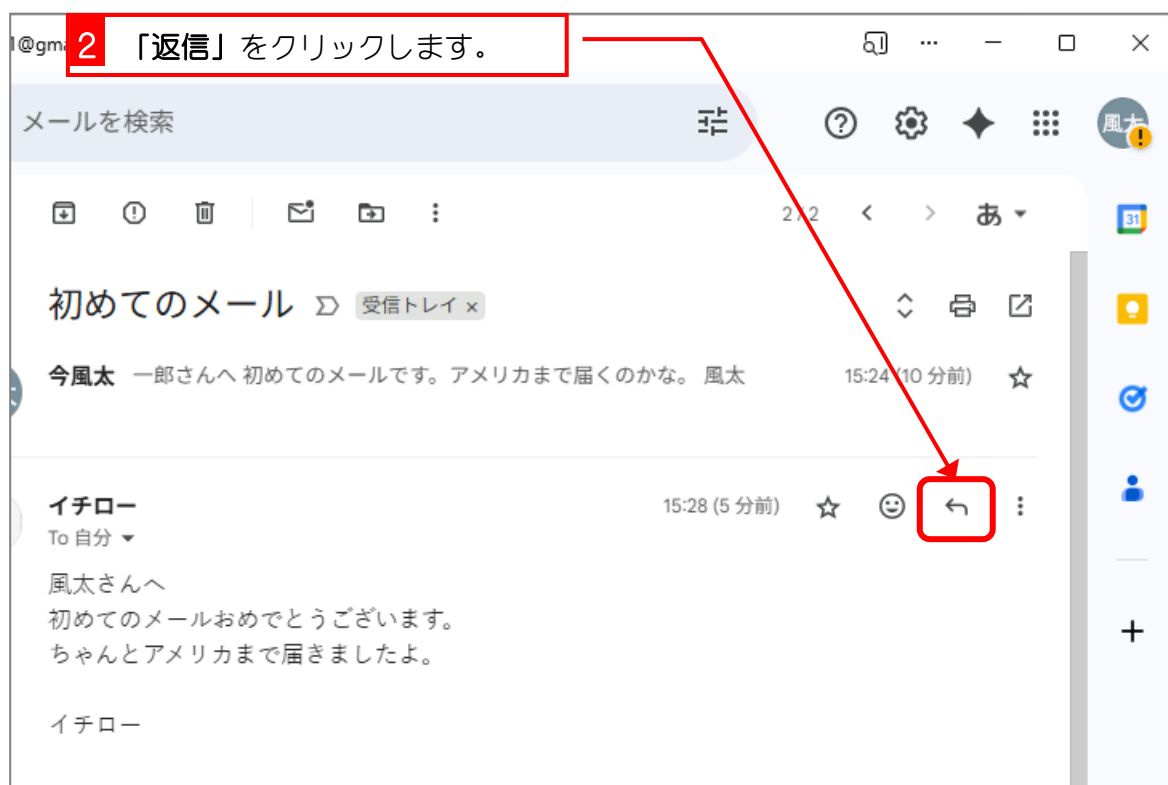 1@gma
2 「返信」をクリックします。
メールを検索
風太
2 / 2
あ
31
初めてのメール 受信トレイ ×
今風太 一郎さんへ 初めてのメールです。アメリカまで届くのかな。 風太 15:24 (10 分前)
イチロー 15:28 (5 分前)
To 自分
風太さんへ
初めてのメールおめでとうございます。
ちゃんとアメリカまで届きましたよ。
イチロー